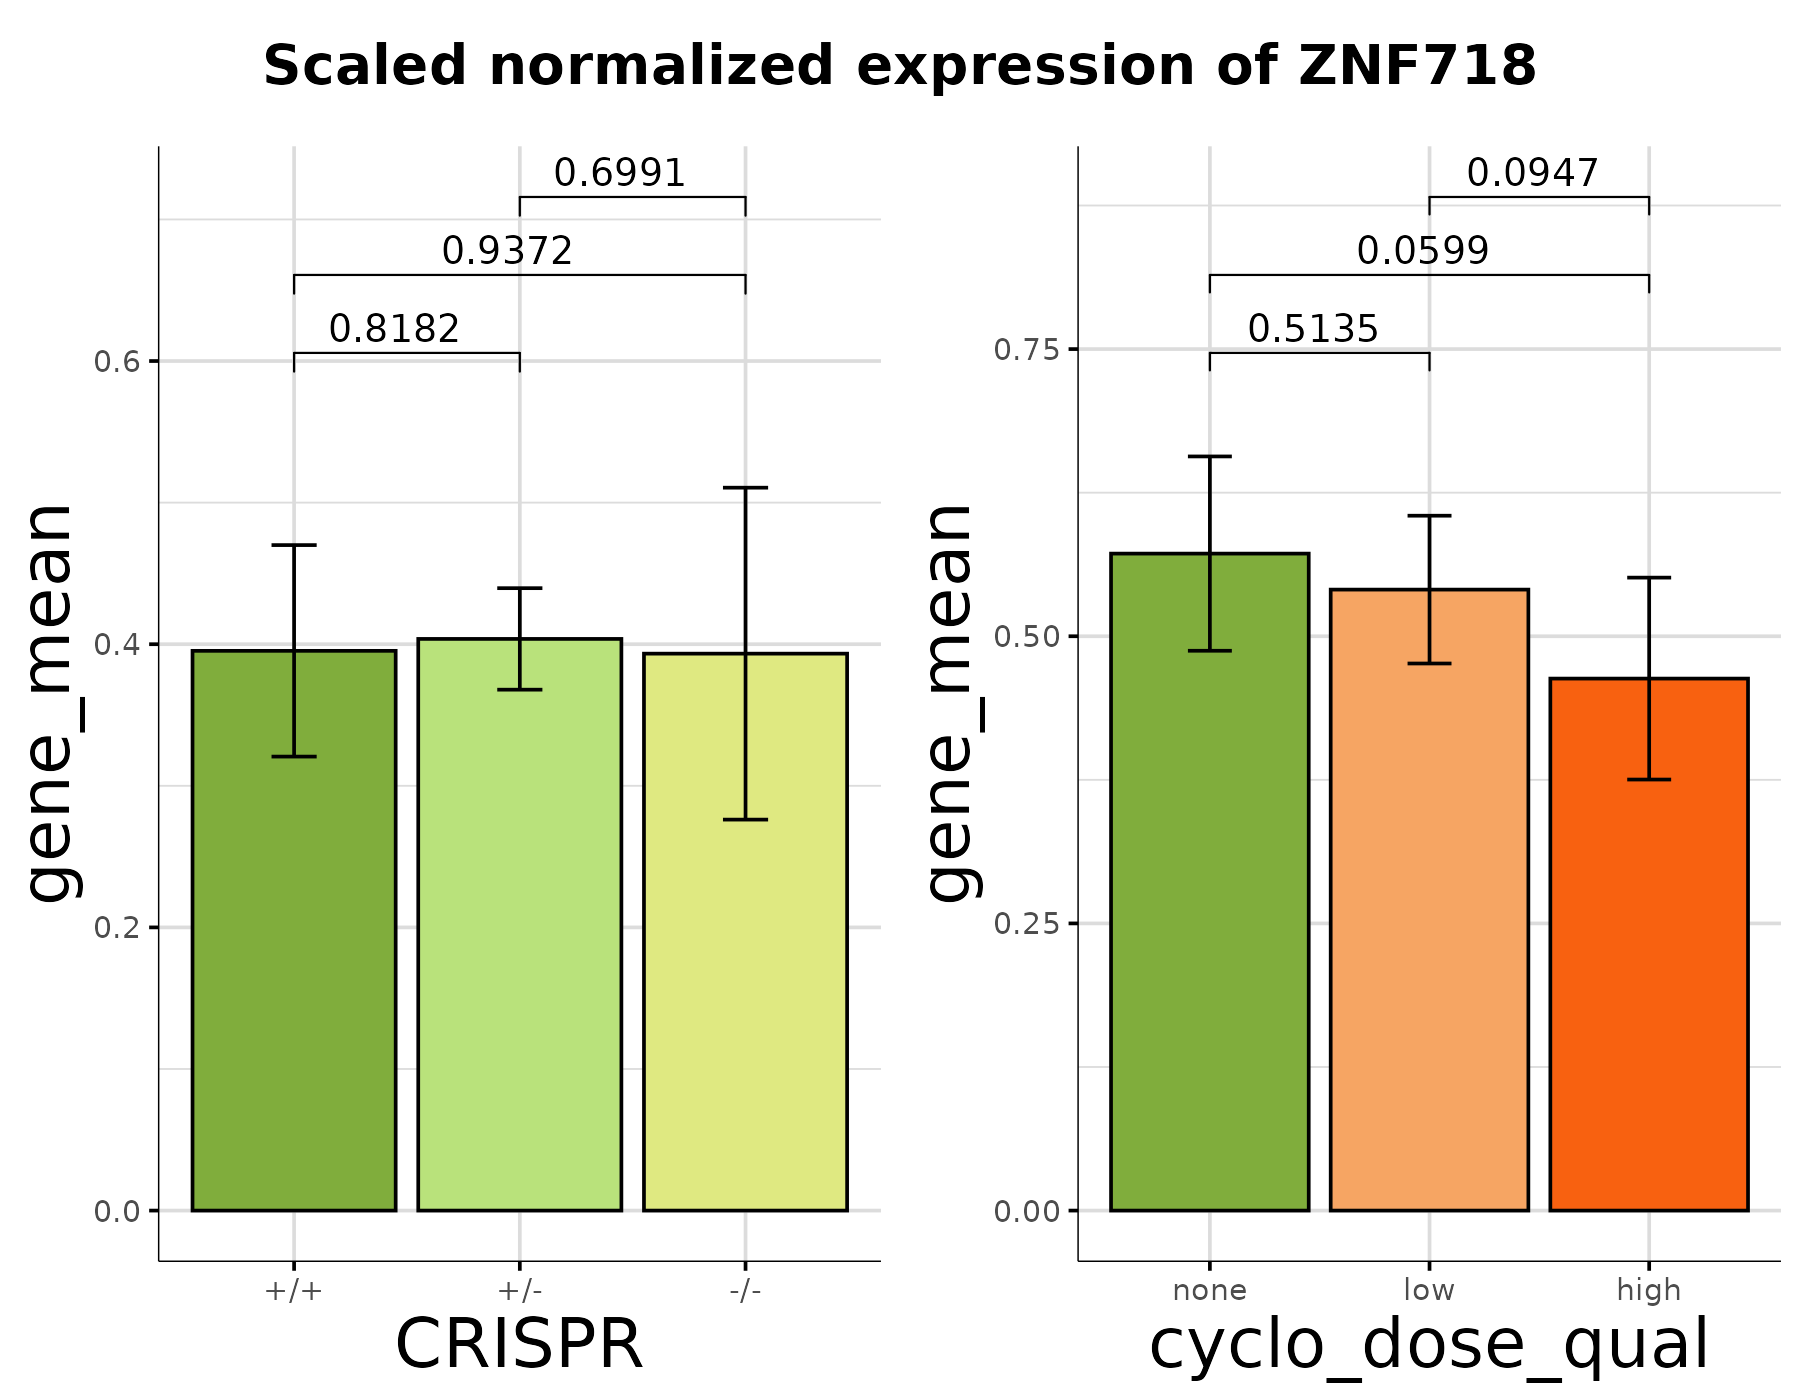 Scaled normalized expression of ZNF718
gene_mean
0.6991
0.9372
0.8182
0.6
0.4
0.2
0.0
+/+ +/- -/-
CRISPR
gene_mean
0.0947
0.0599
0.5135
0.75
0.50
0.25
0.00
none low high
cyclo_dose_qual